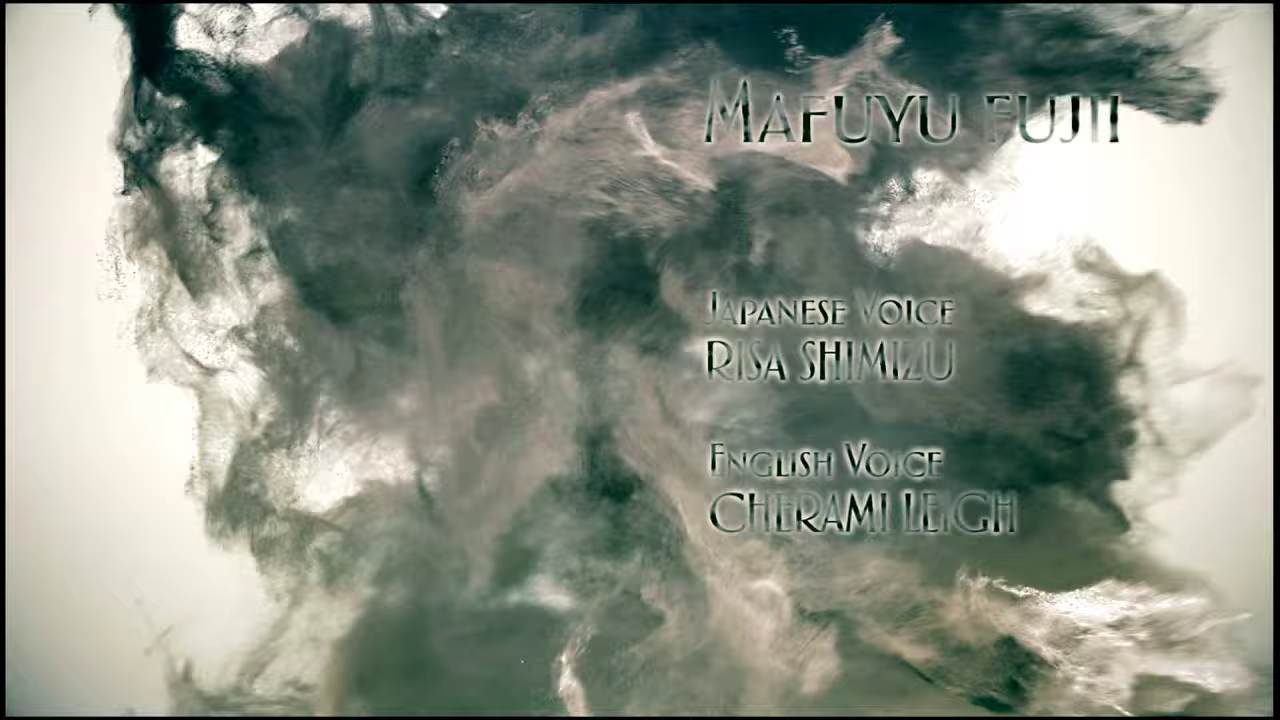 MAFUYU FUJII
JAPANESE VOICE
RISA SHIMIZU
ENGLISH VOICE
CHERAMI LEIGH